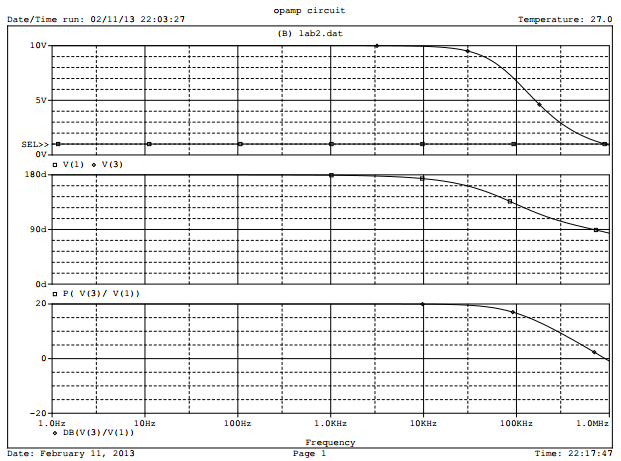 opamp circuit
Date/Time run: 02/11/13 22:03:27 Temperature: 27.0
(B) lab2.dat
10V
5V
SEL>>
0V
V(1) V(3)
180d
90d
0d
P( V(3)/ V(1))
20
0
-20
1.0Hz 10Hz 100Hz 1.0KHz 10KHz 100KHz 1.0MHz
DB(V(3)/V(1))
Frequency
Date: February 11, 2013 Page 1 Time: 22:17:47